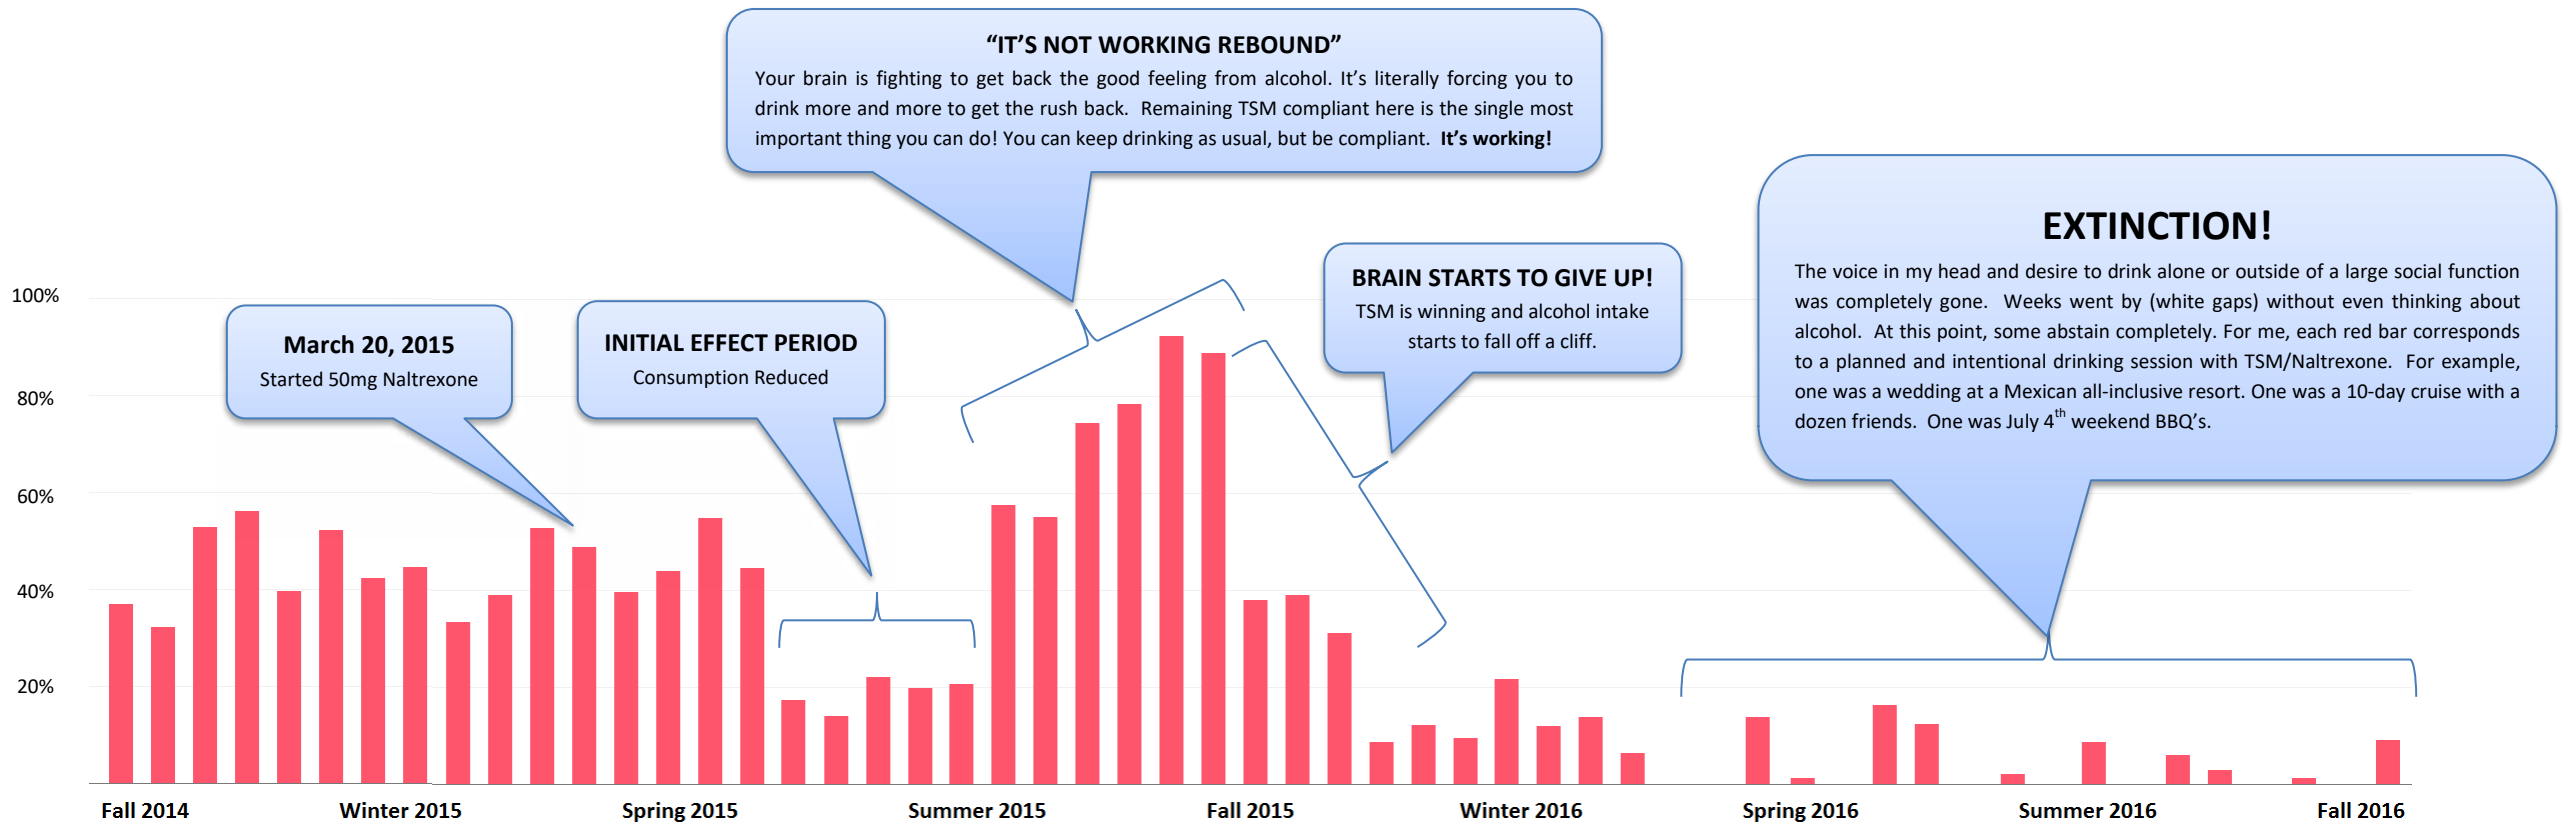 “IT’S NOT WORKING REBOUND”
Your brain is fighting to get back the good feeling from alcohol. It’s literally forcing you to
drink more and more to get the rush back. Remaining TSM compliant here is the single most
important thing you can do! You can keep drinking as usual, but be compliant. It’s working!
EXTINCTION!
The voice in my head and desire to drink alone or outside of a large social function
was completely gone. Weeks went by (white gaps) without even thinking about
alcohol. At this point, some abstain completely. For me, each red bar corresponds
to a planned and intentional drinking session with TSM/Naltrexone. For example,
one was a wedding at a Mexican all-inclusive resort. One was a 10-day cruise with a
dozen friends. One was July 4th weekend BBQ’s.
BRAIN STARTS TO GIVE UP!
TSM is winning and alcohol intake
starts to fall off a cliff.
March 20, 2015
Started 50mg Naltrexone
INITIAL EFFECT PERIOD
Consumption Reduced
100%
80%
60%
40%
20%
Fall 2014
Winter 2015
Spring 2015
Summer 2015
Fall 2015
Winter 2016
Spring 2016
Summer 2016
Fall 2016